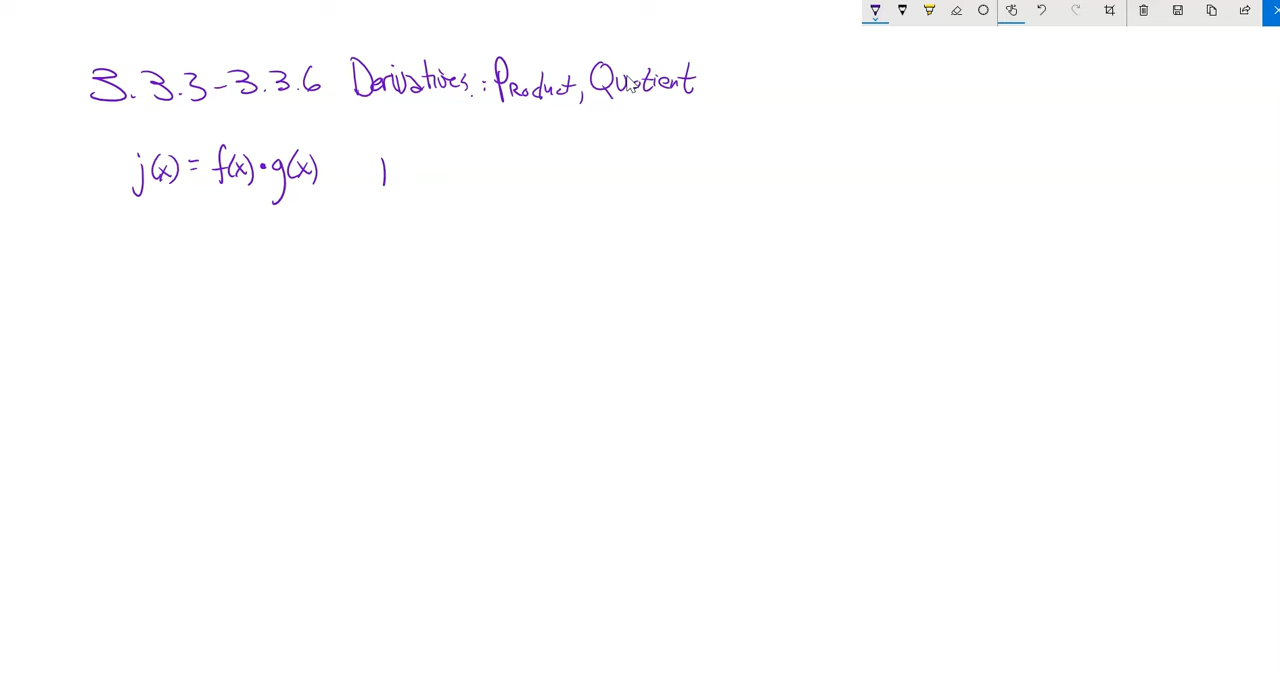 3.3.3-3.3.6 Derivatives: Product, Quotient
j(x) = f(x)•g(x)